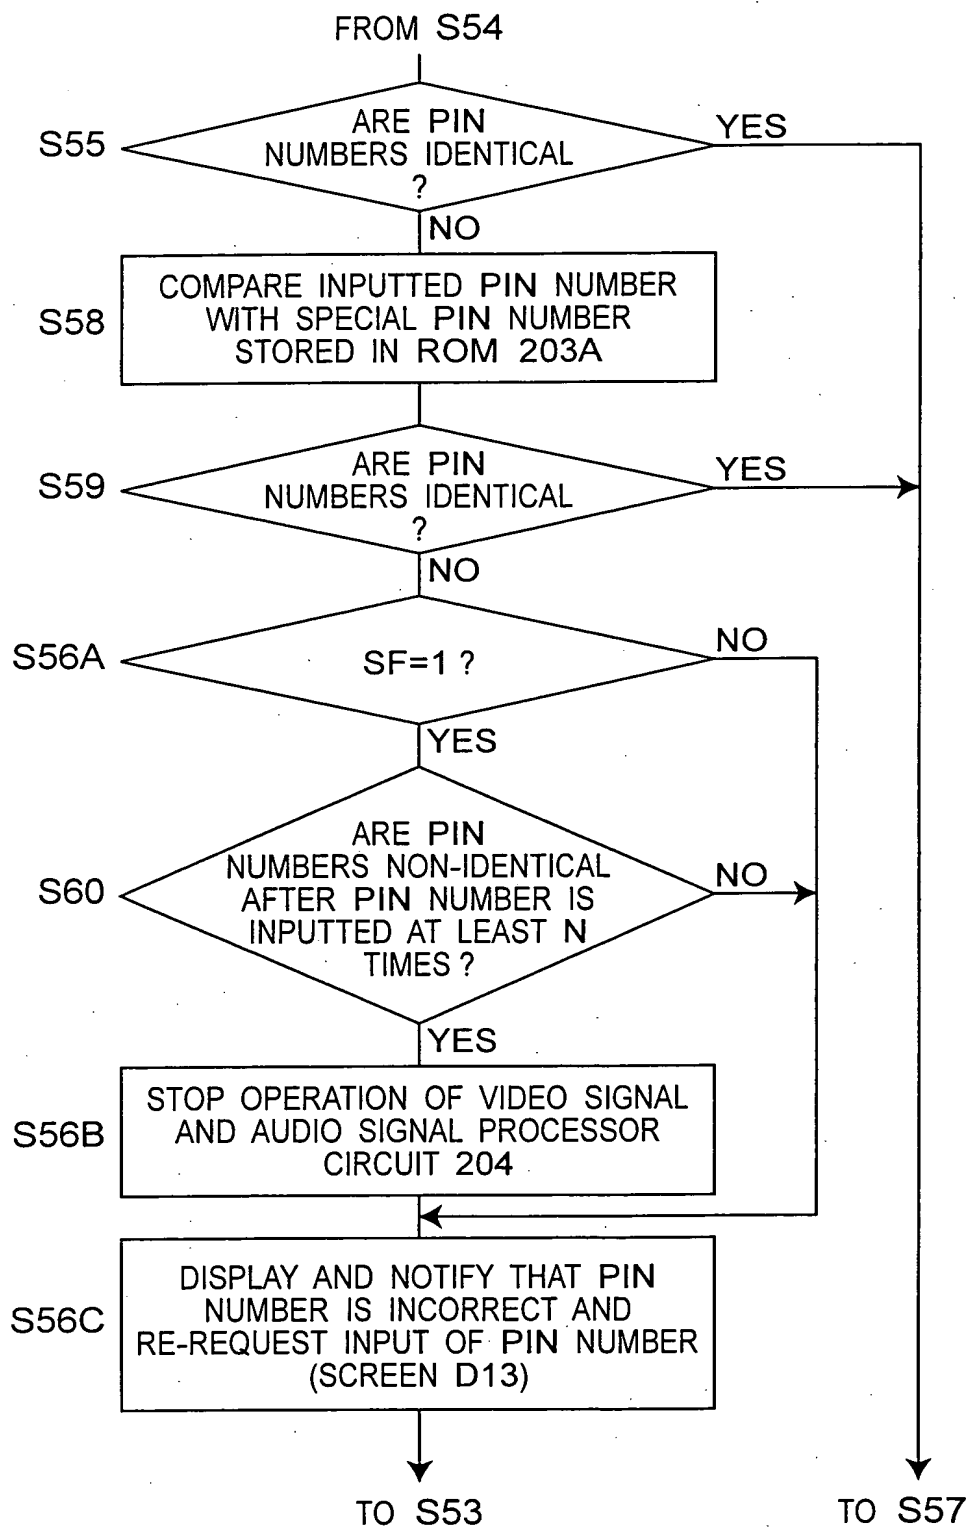 FROM S54
S55
ARE PIN
NUMBERS IDENTICAL
?
YES
NO
S58
COMPARE INPUTTED PIN NUMBER
WITH SPECIAL PIN NUMBER
STORED IN ROM 203A
S59
ARE PIN
NUMBERS IDENTICAL
?
YES
NO
S56A
SF=1 ?
NO
YES
S60
ARE PIN
NUMBERS NON-IDENTICAL
AFTER PIN NUMBER IS
INPUTTED AT LEAST N
TIMES ?
NO
YES
S56B
STOP OPERATION OF VIDEO SIGNAL
AND AUDIO SIGNAL PROCESSOR
CIRCUIT 204
S56C
DISPLAY AND NOTIFY THAT PIN
NUMBER IS INCORRECT AND
RE-REQUEST INPUT OF PIN NUMBER
(SCREEN D13)
TO S53
TO S57